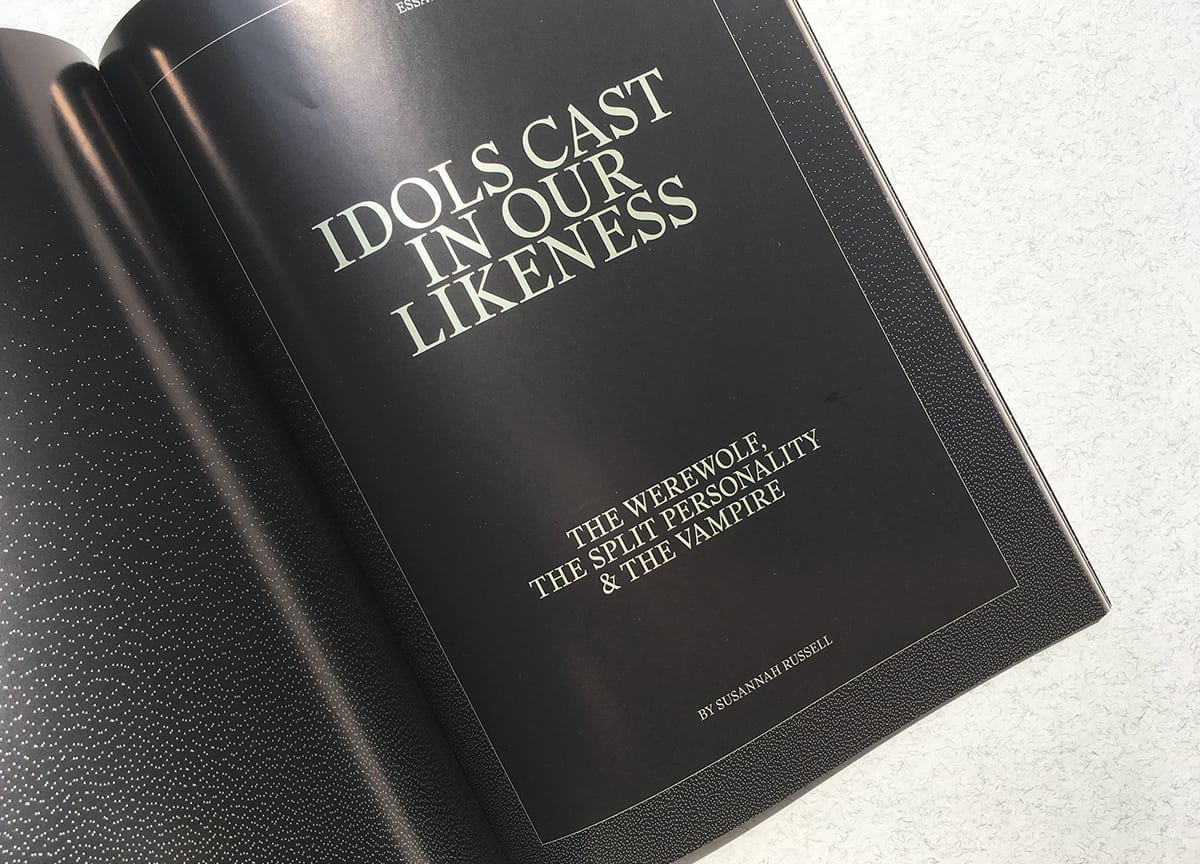 IDOLS CAST
IN OUR
LIKENESS
THE WEREWOLF,
THE SPLIT PERSONALITY
& THE VAMPIRE
BY SUSANNAH RUSSELL